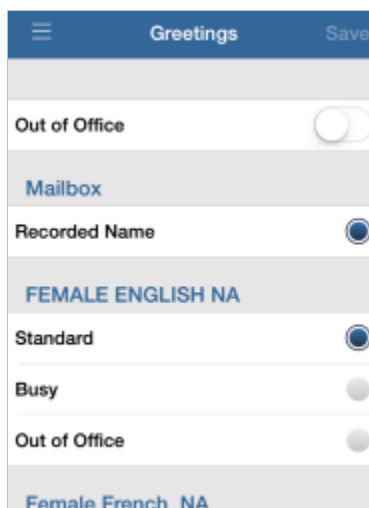 Greetings
Save
Out of Office
Mailbox
Recorded Name
FEMALE ENGLISH NA
Standard
Busy
Out of Office
Female French NA